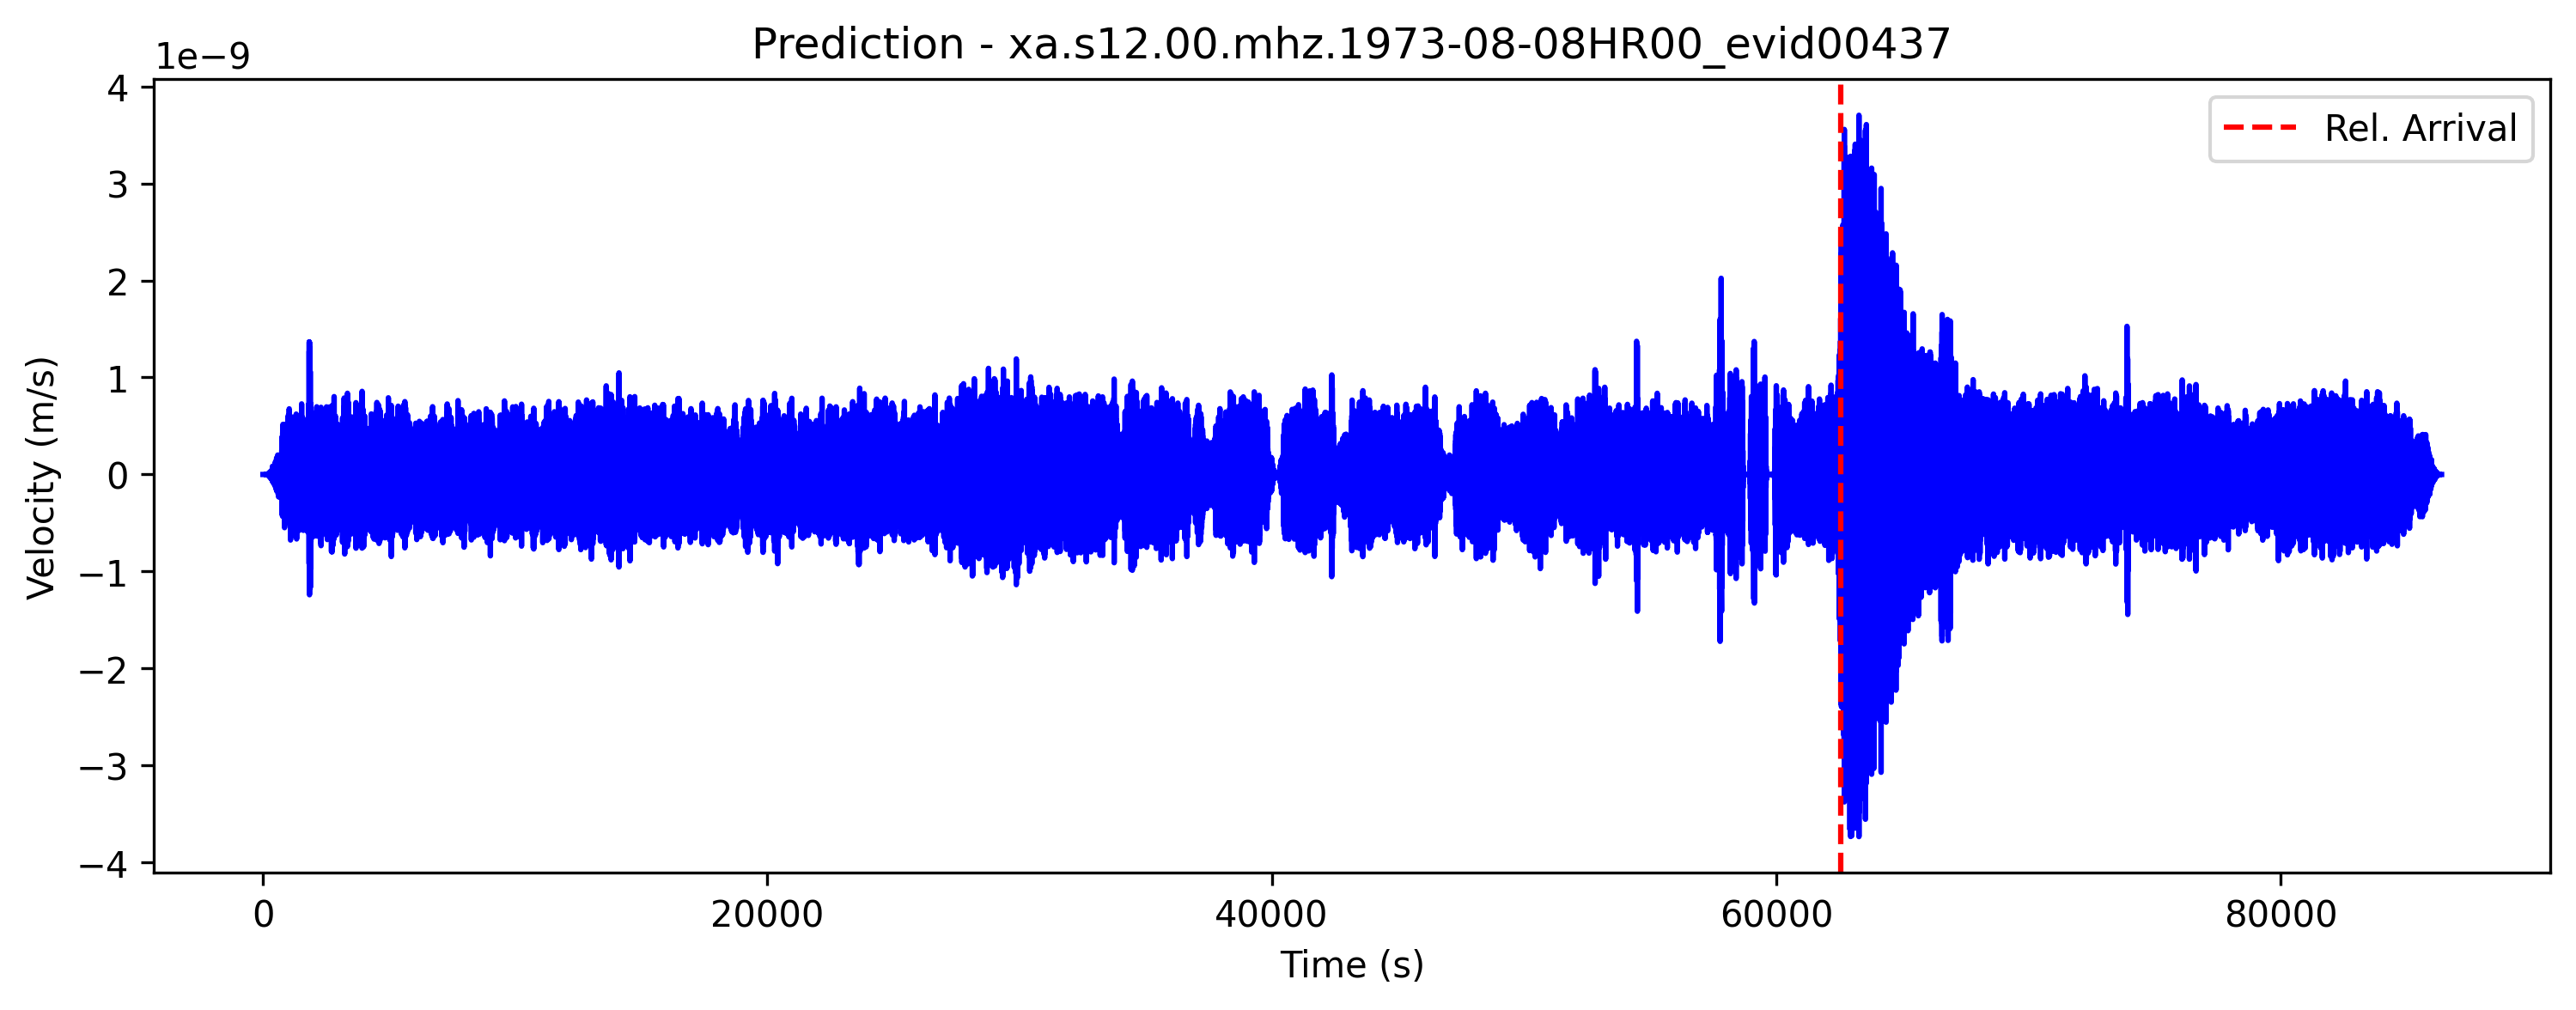 Prediction - xa.s12.00.mhz.1973-08-08HR00_evid00437
1e−9
Rel. Arrival
4
3
2
1
0
−1
−2
−3
−4
Velocity (m/s)
0 20000 40000 60000 80000
Time (s)